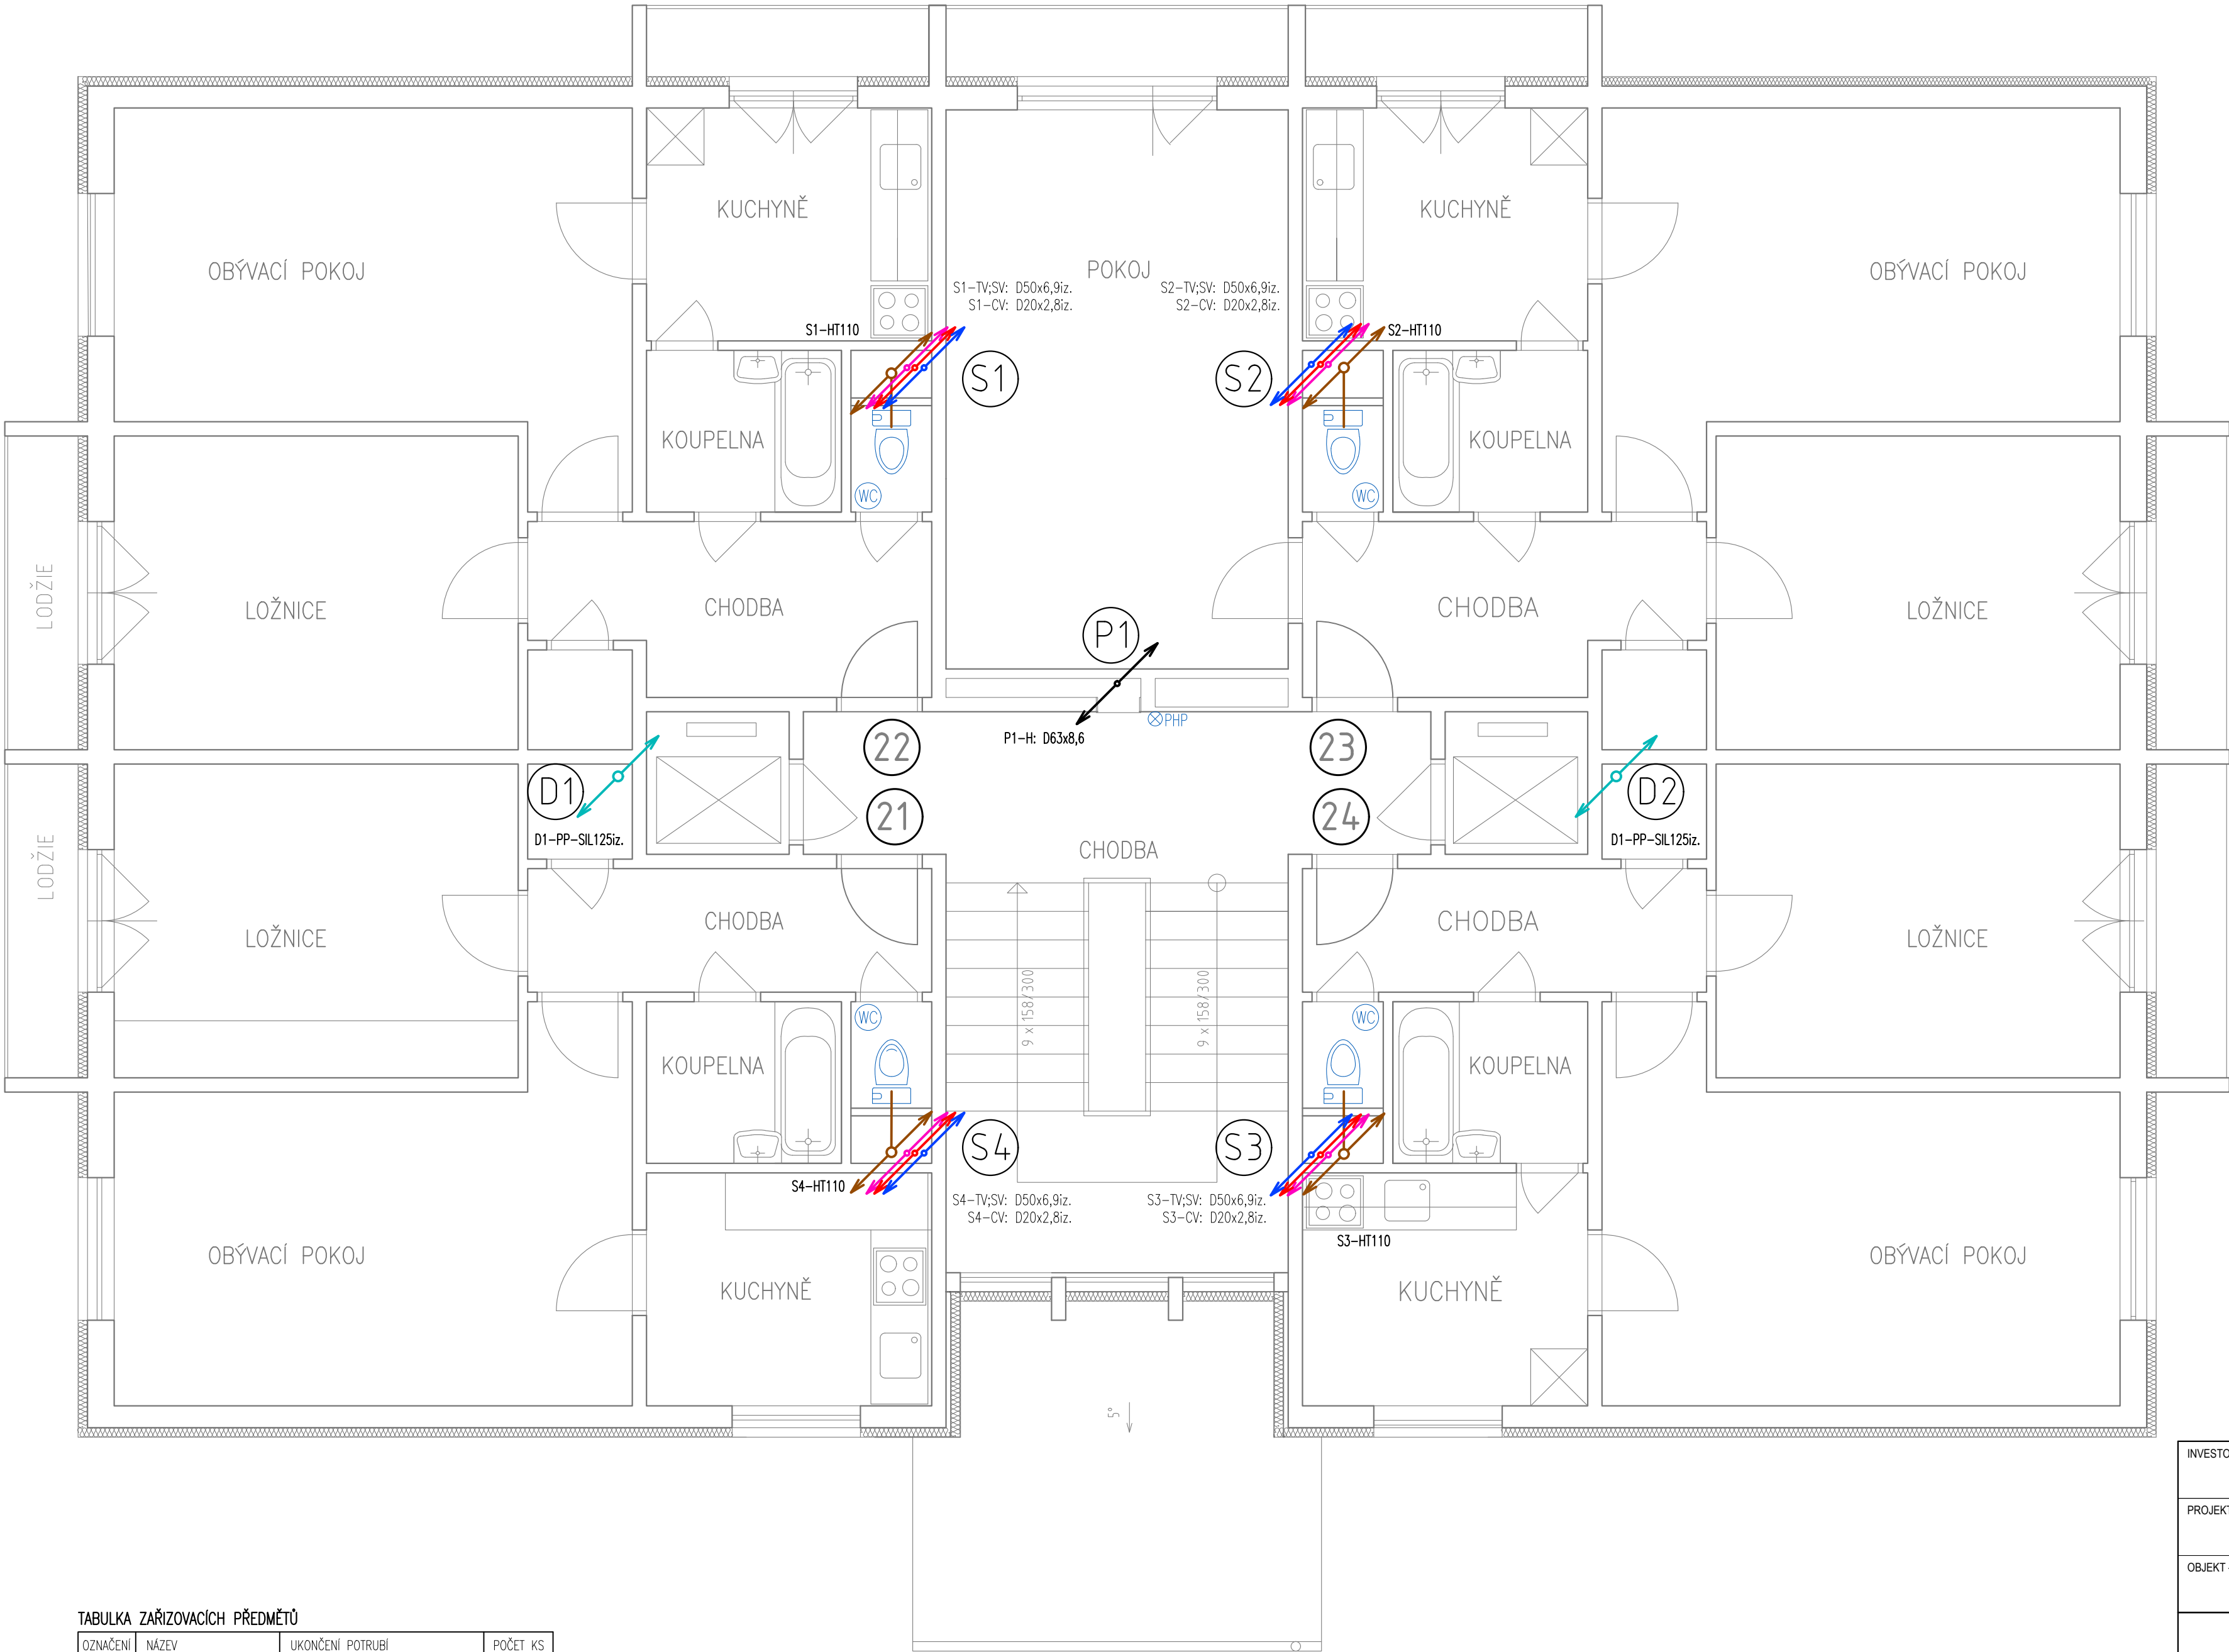 KUCHYNĚ
KUCHYNĚ
OBÝVACÍ POKOJ
POKOJ
OBÝVACÍ POKOJ
S1-TV;SV: D50x6,9iz.
S1-CV: D20x2,8iz.
S2-TV;SV: D50x6,9iz.
S2-CV: D20x2,8iz.
S1-HT110
S2-HT110
S1
S2
KOUPELNA
KOUPELNA
WC
WC
LODŽIE
LOŽNICE
CHODBA
CHODBA
LOŽNICE
P1
PHP
P1-H: D63x8,6
22
23
D1
21
24
D2
D1-PP-SIL125iz.
D1-PP-SIL125iz.
CHODBA
LODŽIE
LOŽNICE
CHODBA
CHODBA
LOŽNICE
9 x 158/300
9 x 158/300
WC
WC
KOUPELNA
KOUPELNA
S4
S3
S4-HT110
S4-TV;SV: D50x6,9iz.
S4-CV: D20x2,8iz.
S3-TV;SV: D50x6,9iz.
S3-CV: D20x2,8iz.
S3-HT110
OBÝVACÍ POKOJ
OBÝVACÍ POKOJ
KUCHYNĚ
KUCHYNĚ
5°
INVESTO
PROJEKT
OBJEKT
TABULKA ZAŘIZOVACÍCH PŘEDMĚTŮ
OZNAČENÍ NÁZEV UKONČENÍ POTRUBÍ POČET KS